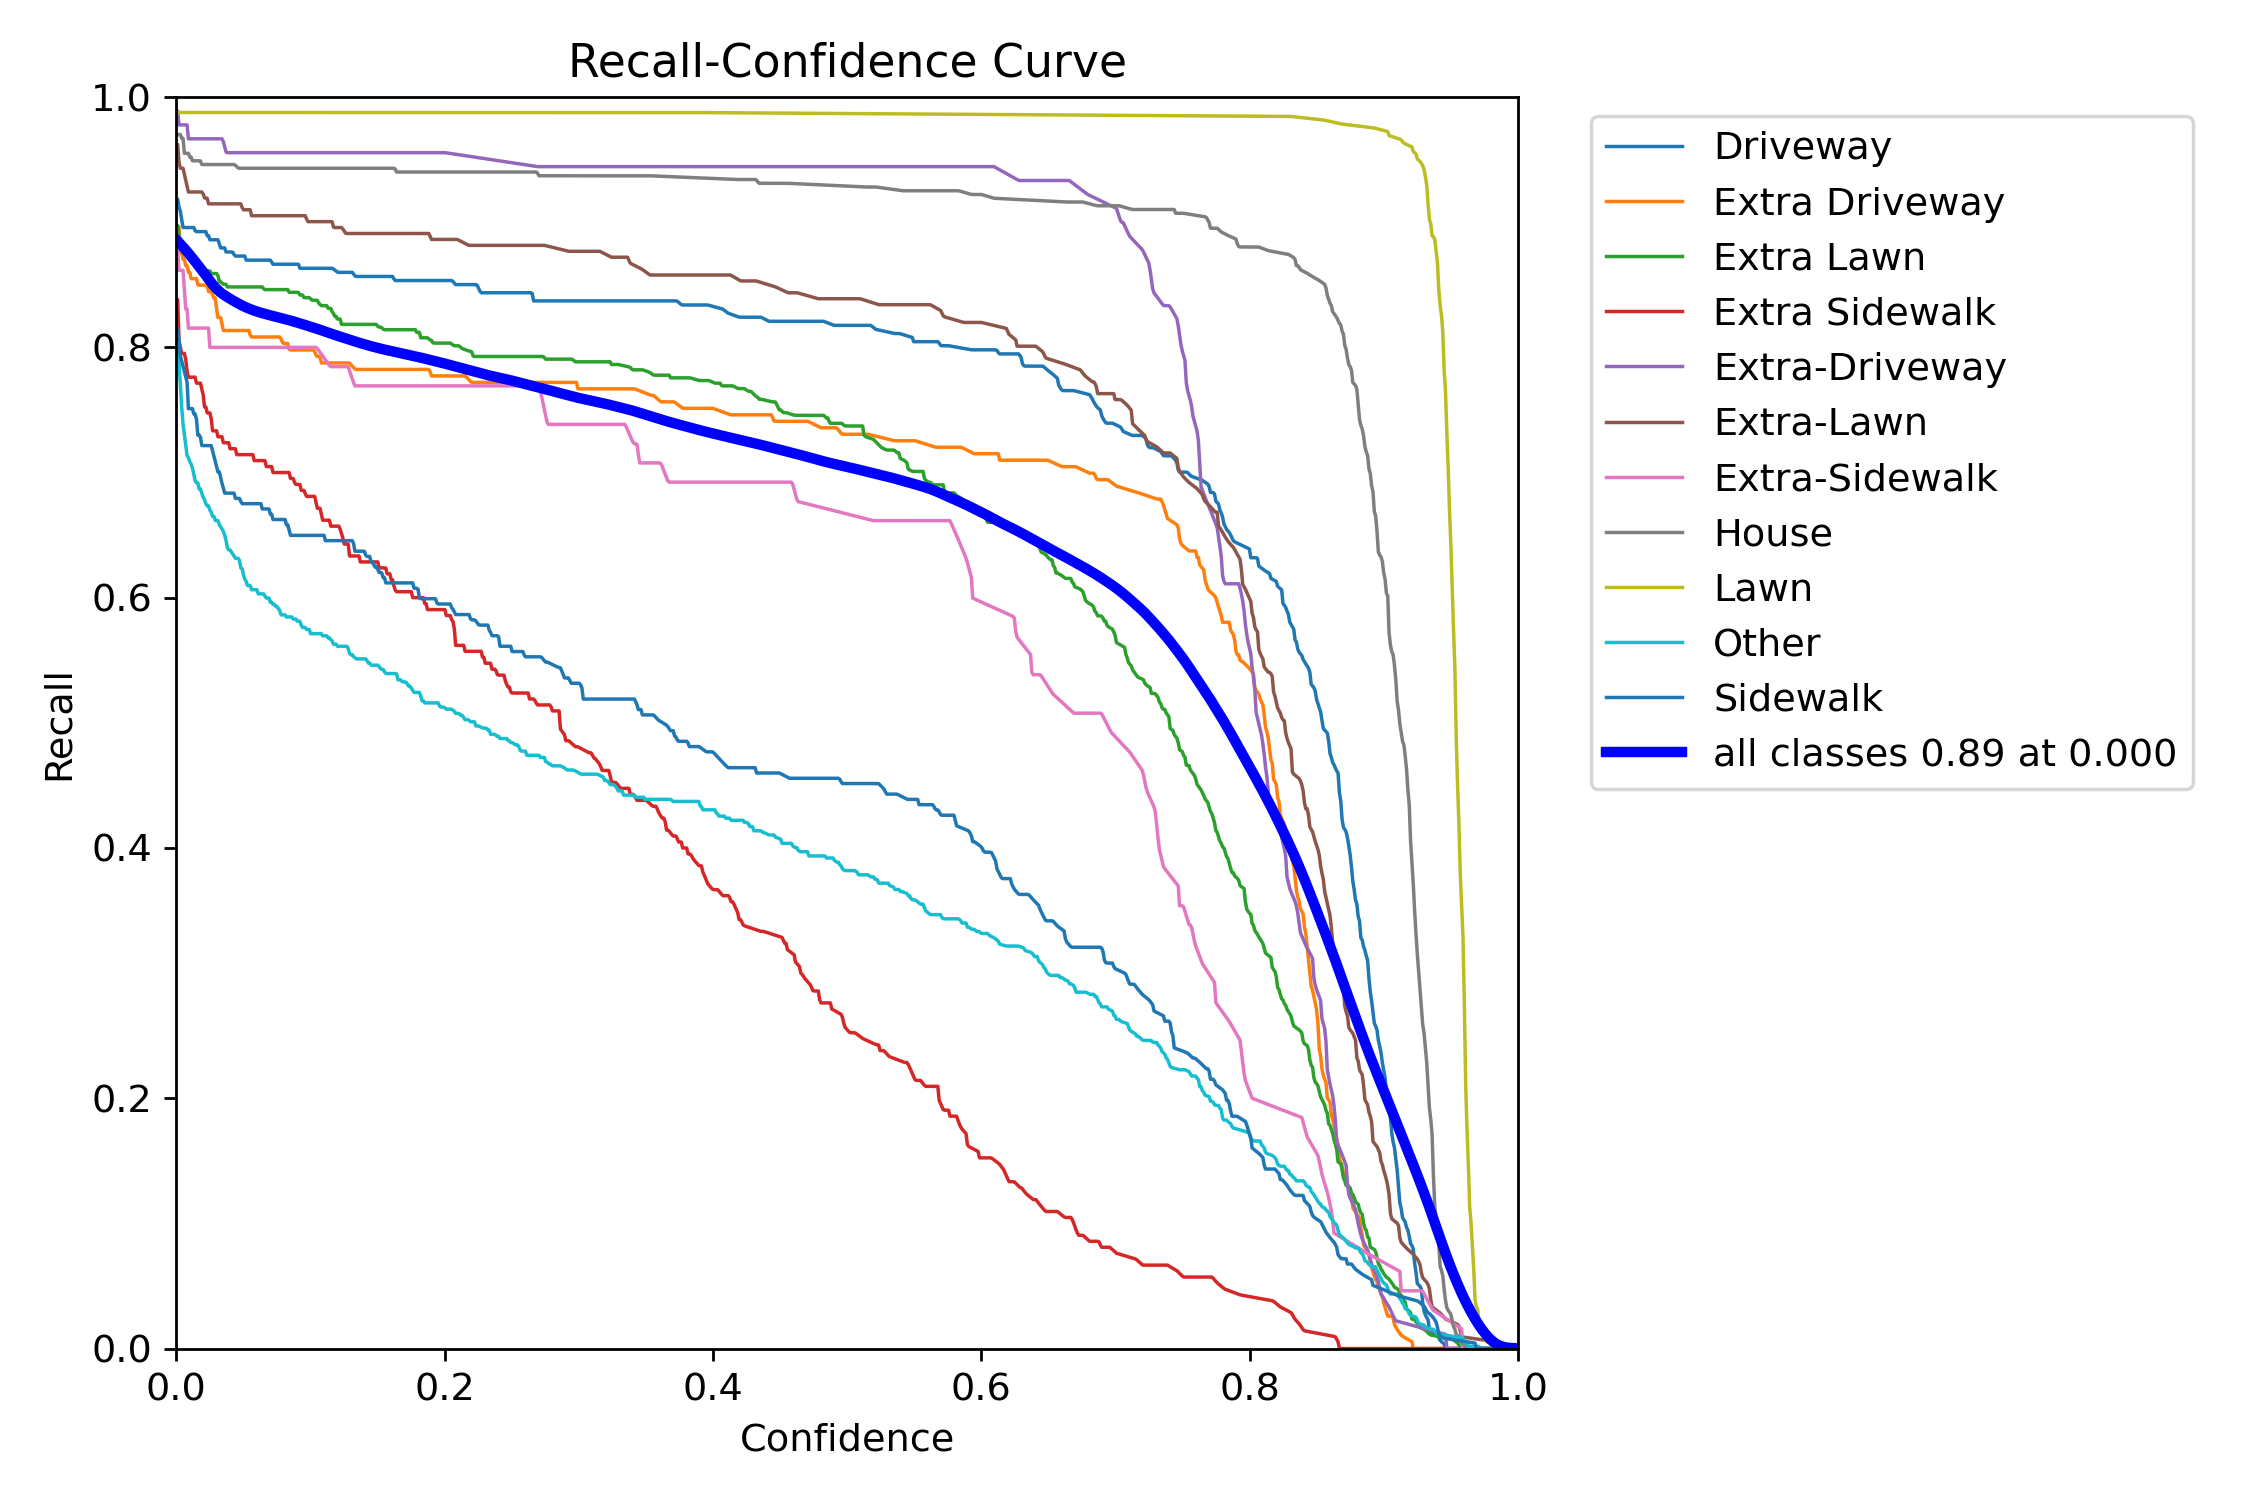 Recall-Confidence Curve
1.0
0.8
0.6
0.4
0.2
0.0
Recall
0.0 0.2 0.4 0.6 0.8 1.0
Confidence
Driveway
Extra Driveway
Extra Lawn
Extra Sidewalk
Extra-Driveway
Extra-Lawn
Extra-Sidewalk
House
Lawn
Other
Sidewalk
all classes 0.89 at 0.000